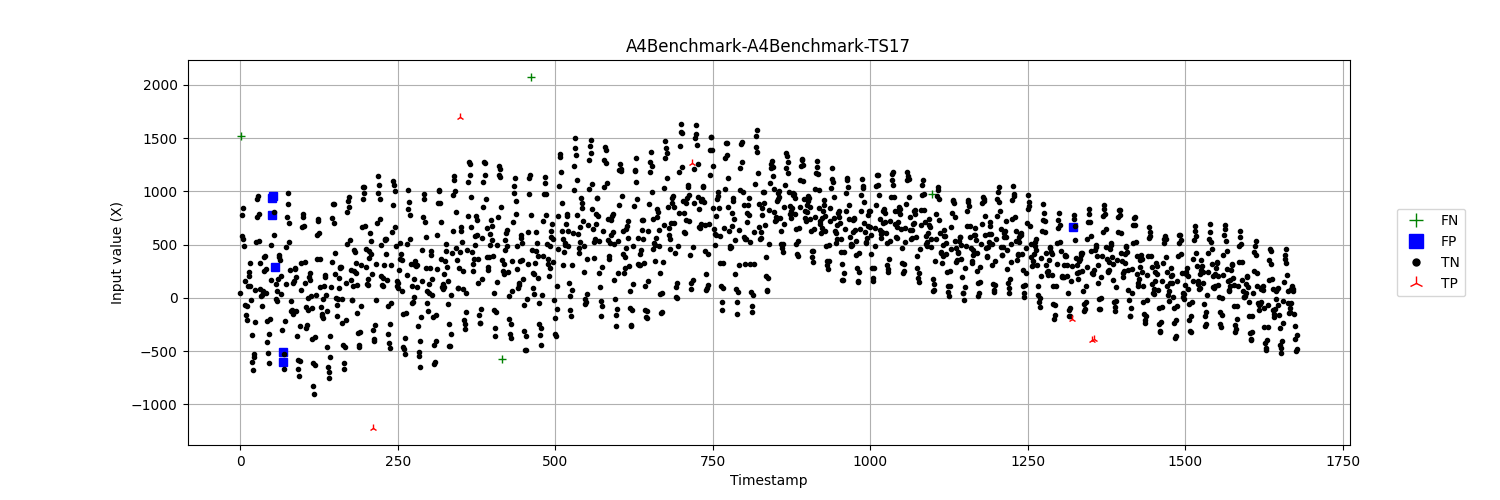 A4Benchmark-A4Benchmark-TS17
2000
1500
1000
500
0
−500
−1000
Input value (X)
0 250 500 750 1000 1250 1500 1750
Timestamp
FN
FP
TN
TP